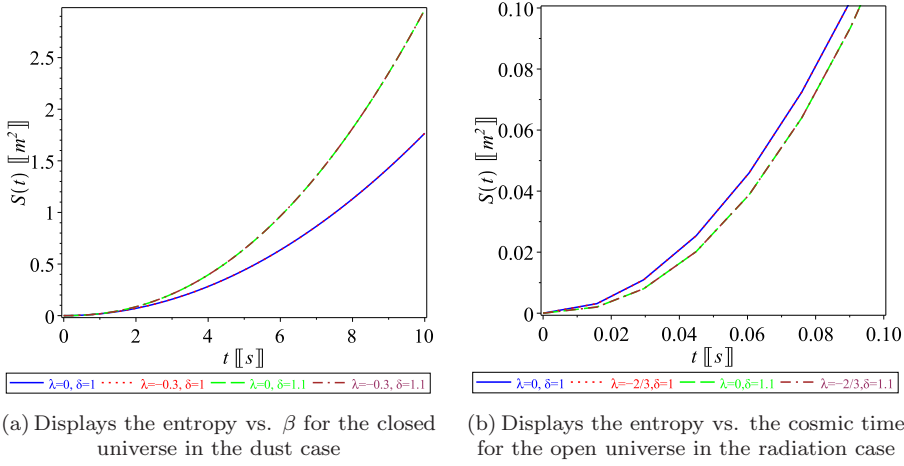 2.5
2
1.5
1
0.5
0
S(t) ⟦m²⟧
0 2 4 6 8 10
t ⟦s⟧
λ=0, δ=1 λ=−0.3, δ=1 λ=0, δ=1.1 λ=−0.3, δ=1.1
(a) Displays the entropy vs. β for the closed
universe in the dust case
0.10
0.08
0.06
0.04
0.02
0
S(t) ⟦m²⟧
0 0.02 0.04 0.06 0.08 0.10
t ⟦s⟧
λ=0, δ=1 λ=−2/3,δ=1 λ=0,δ=1.1 λ=−2/3,δ=1.1
(b) Displays the entropy vs. the cosmic time
for the open universe in the radiation case